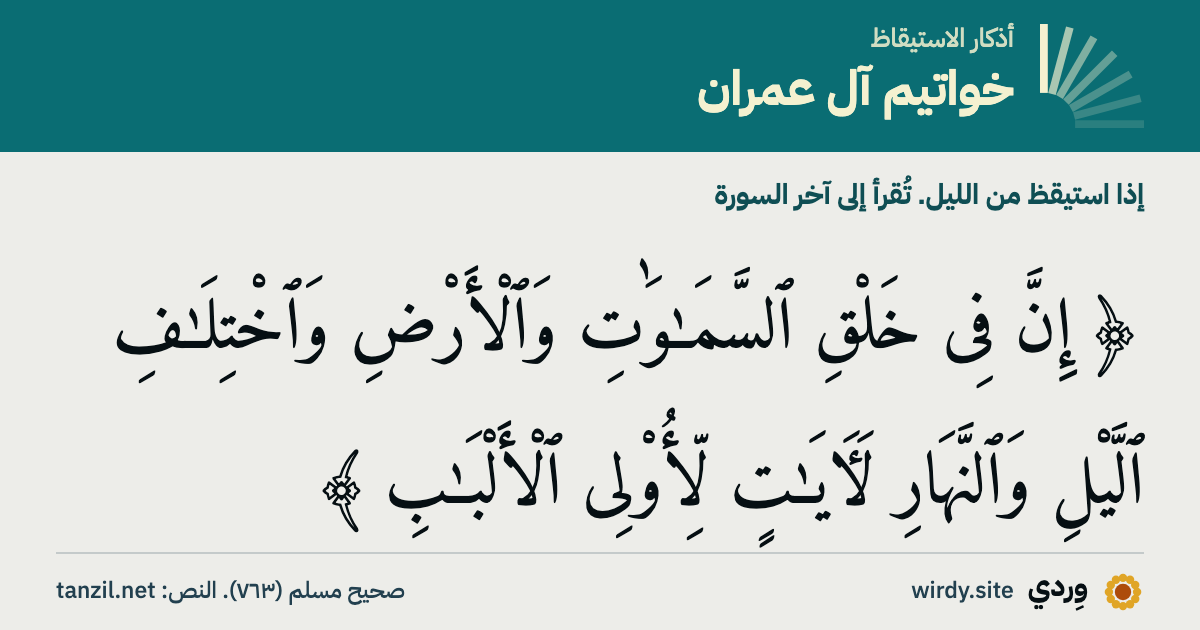 أذكار الاستيقاظ
خواتيم آل عمران
إذا استيقظ من الليل. تُقرأ إلى آخر السورة
﴿ إِنَّ فِى خَلْقِ ٱلسَّمَـٰوَٰتِ وَٱلْأَرْضِ وَٱخْتِلَـٰفِ
ٱلَّيْلِ وَٱلنَّهَارِ لَـَٔايَـٰتٍ لِّأُو۟لِى ٱلْأَلْبَـٰبِ ﴾
وِردي wirdy.site
صحيح مسلم (٧٦٣). النص: tanzil.net